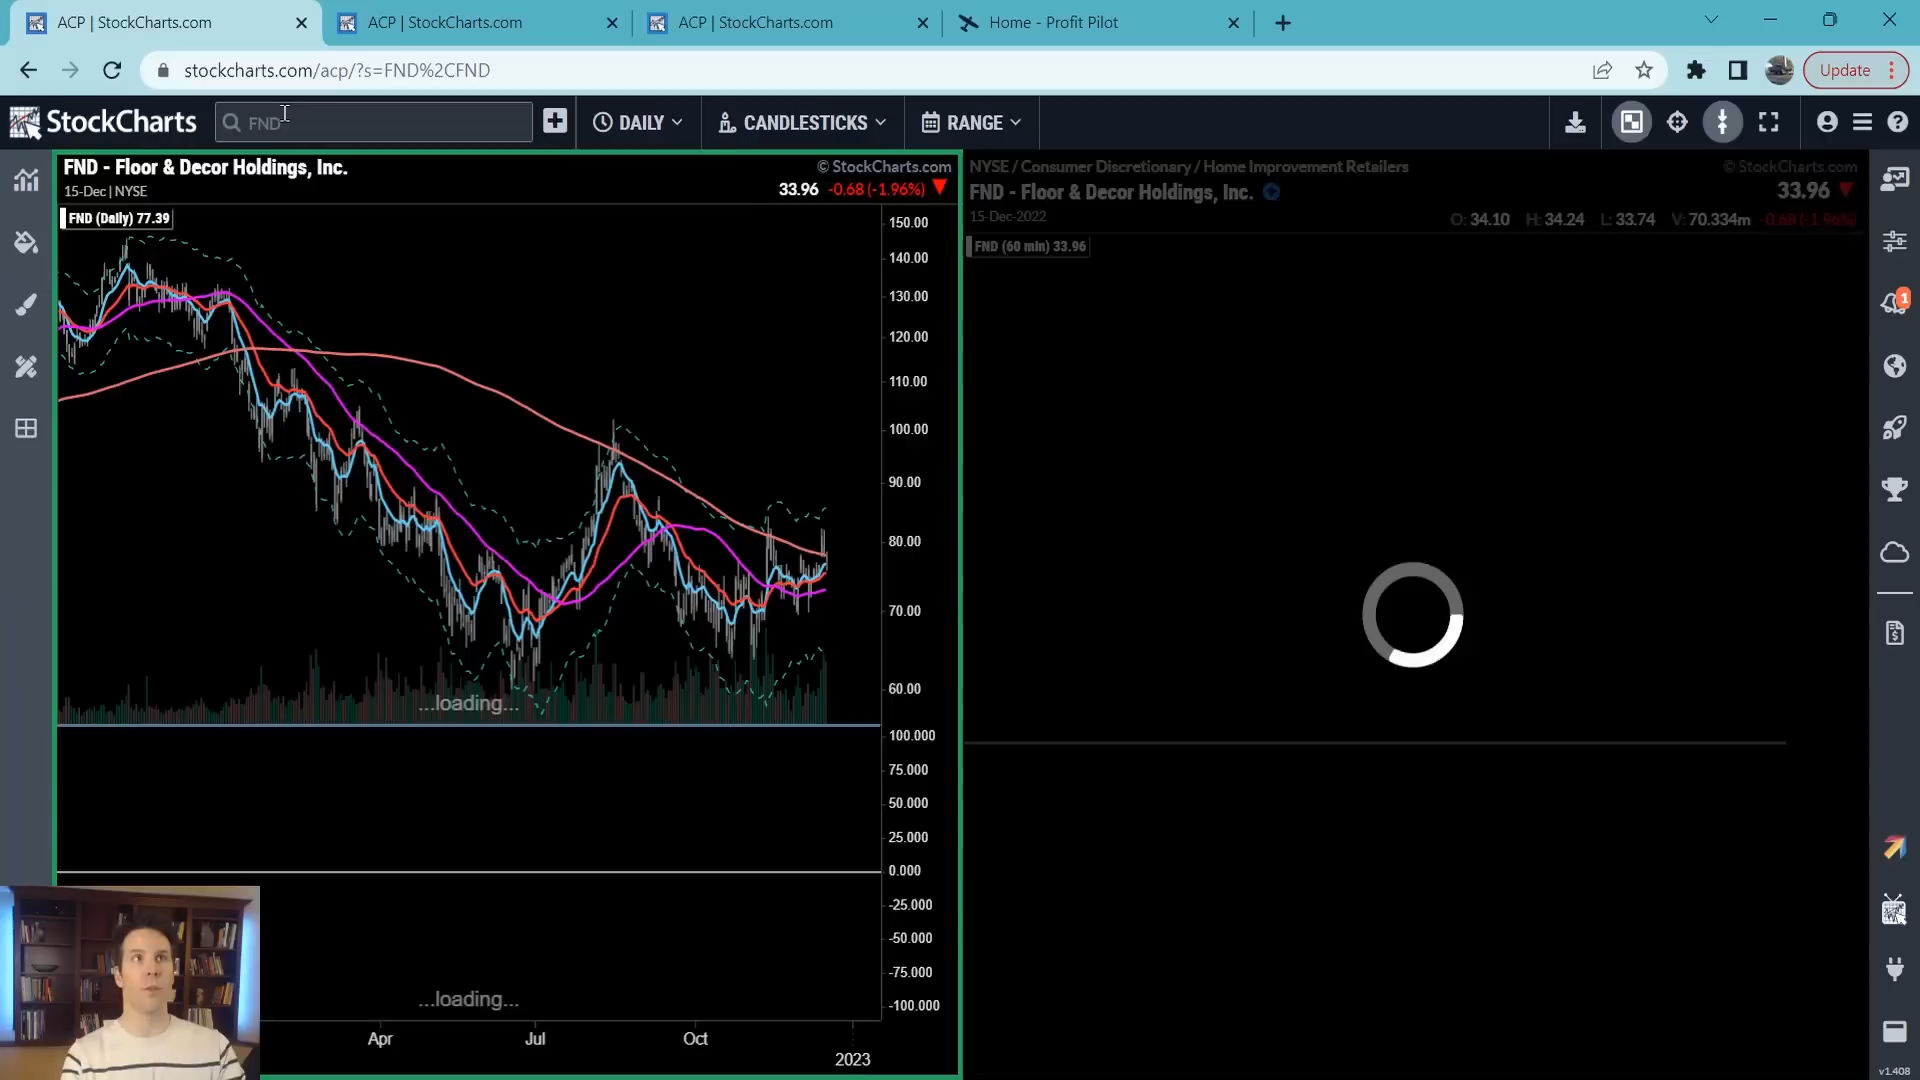 ACP | StockCharts.com
ACP | StockCharts.com
ACP | StockCharts.com
Home - Profit Pilot
stockcharts.com/acp/?s=FND%2CFND
Update
StockCharts
FND
DAILY
CANDLESTICKS
RANGE
FND - Floor & Decor Holdings, Inc.
© StockCharts.com
15-Dec | NYSE
33.96 -0.68 (-1.96%)
FND (Daily) 77.39
150.00
140.00
130.00
120.00
110.00
100.00
90.00
80.00
70.00
60.00
...loading...
100.000
75.000
50.000
25.000
0.000
-25.000
-50.000
-75.000
-100.000
...loading...
Apr
Jul
Oct
2023
NYSE / Consumer Discretionary / Home Improvement Retailers
© StockCharts.com
FND - Floor & Decor Holdings, Inc.
33.96
15-Dec-2022
O: 34.10 H: 34.24 L: 33.74 V: 70.334m -0.68 (-1.96%)
FND (60 min) 33.96
1
v1.408